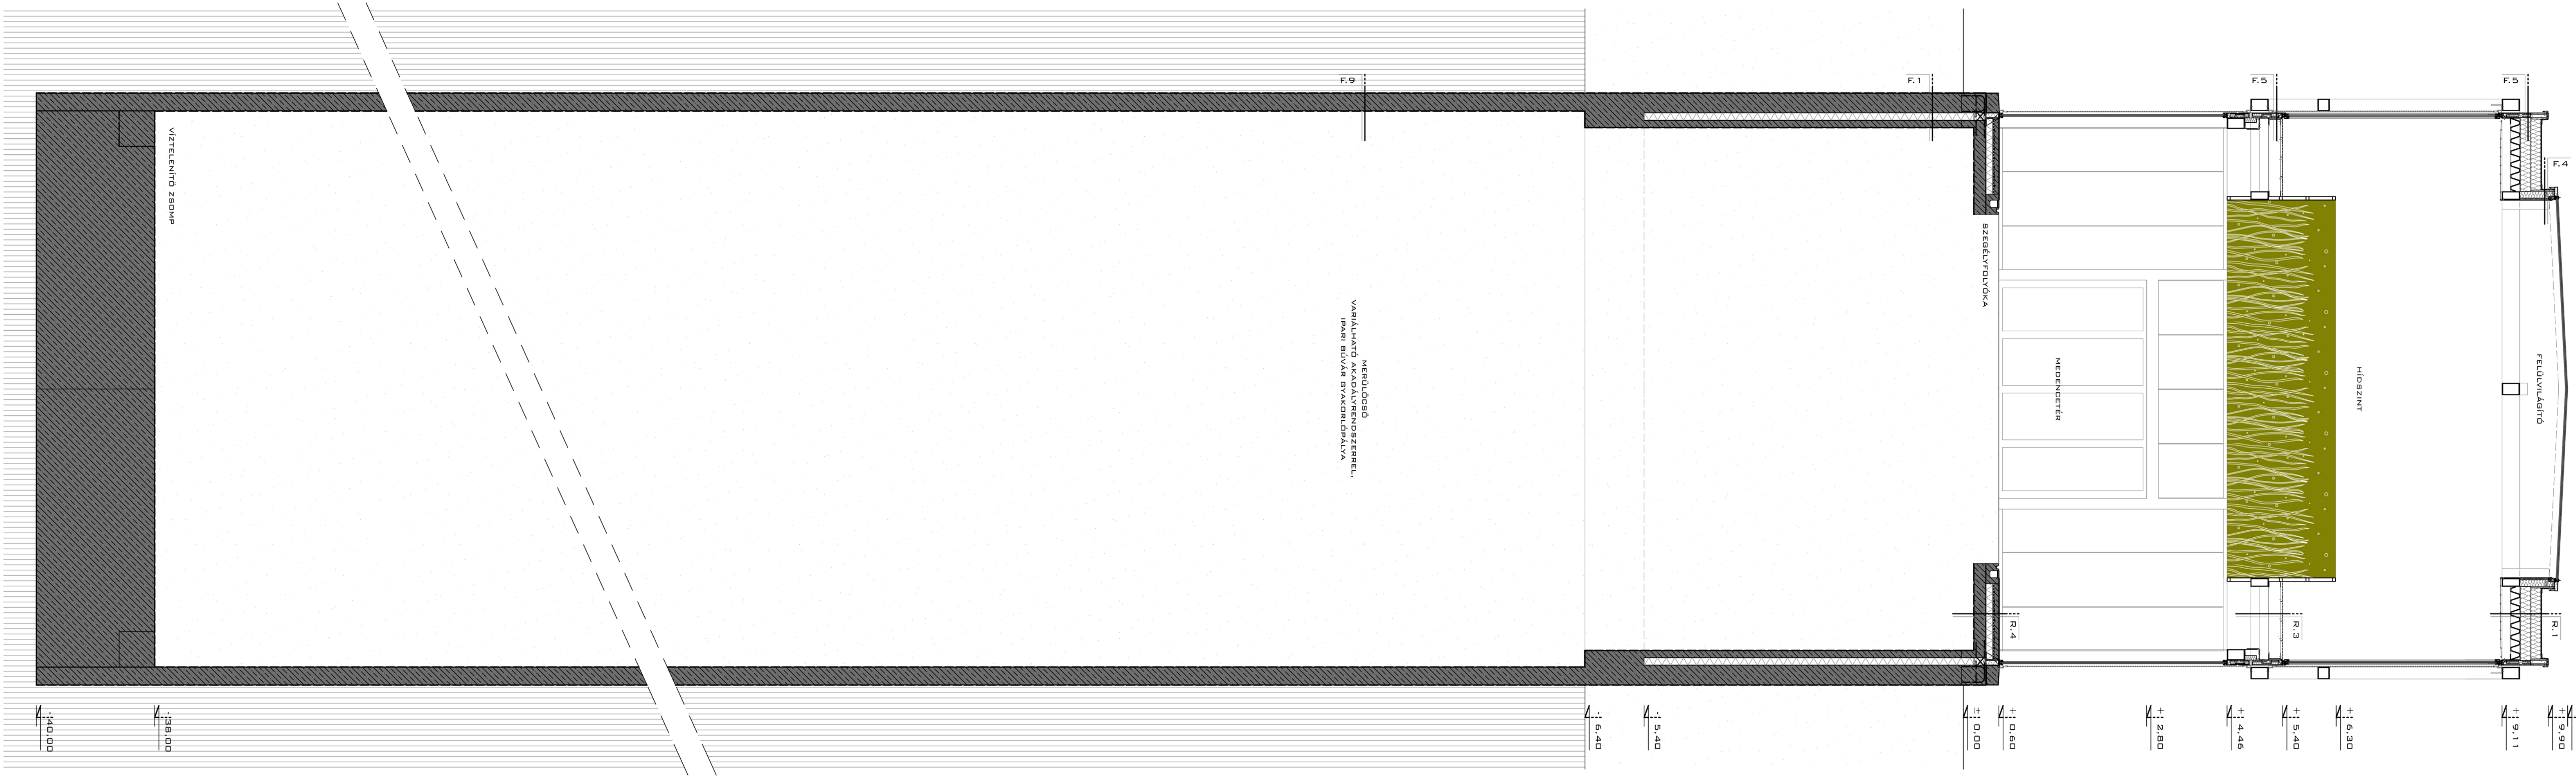 F.9
F.1
F.5
F.5
F.4
VÍZTELENÍTŐ ZSOMP
MERÜLŐCSŐ
VARIÁLHATÓ AKADÁLYRENDSZERREL,
IPARI BÚVÁR GYAKORLÓPÁLYA
SZEGÉLYFOLYÓKA
MEDENCETÉR
HÍDSZINT
FELÜLVILÁGÍTÓ
R.4
R.3
R.1
-40.00
-38.00
-6.40
-5.40
±0.00
+0.60
+2.80
+4.46
+5.40
+6.30
+9.11
+9.90